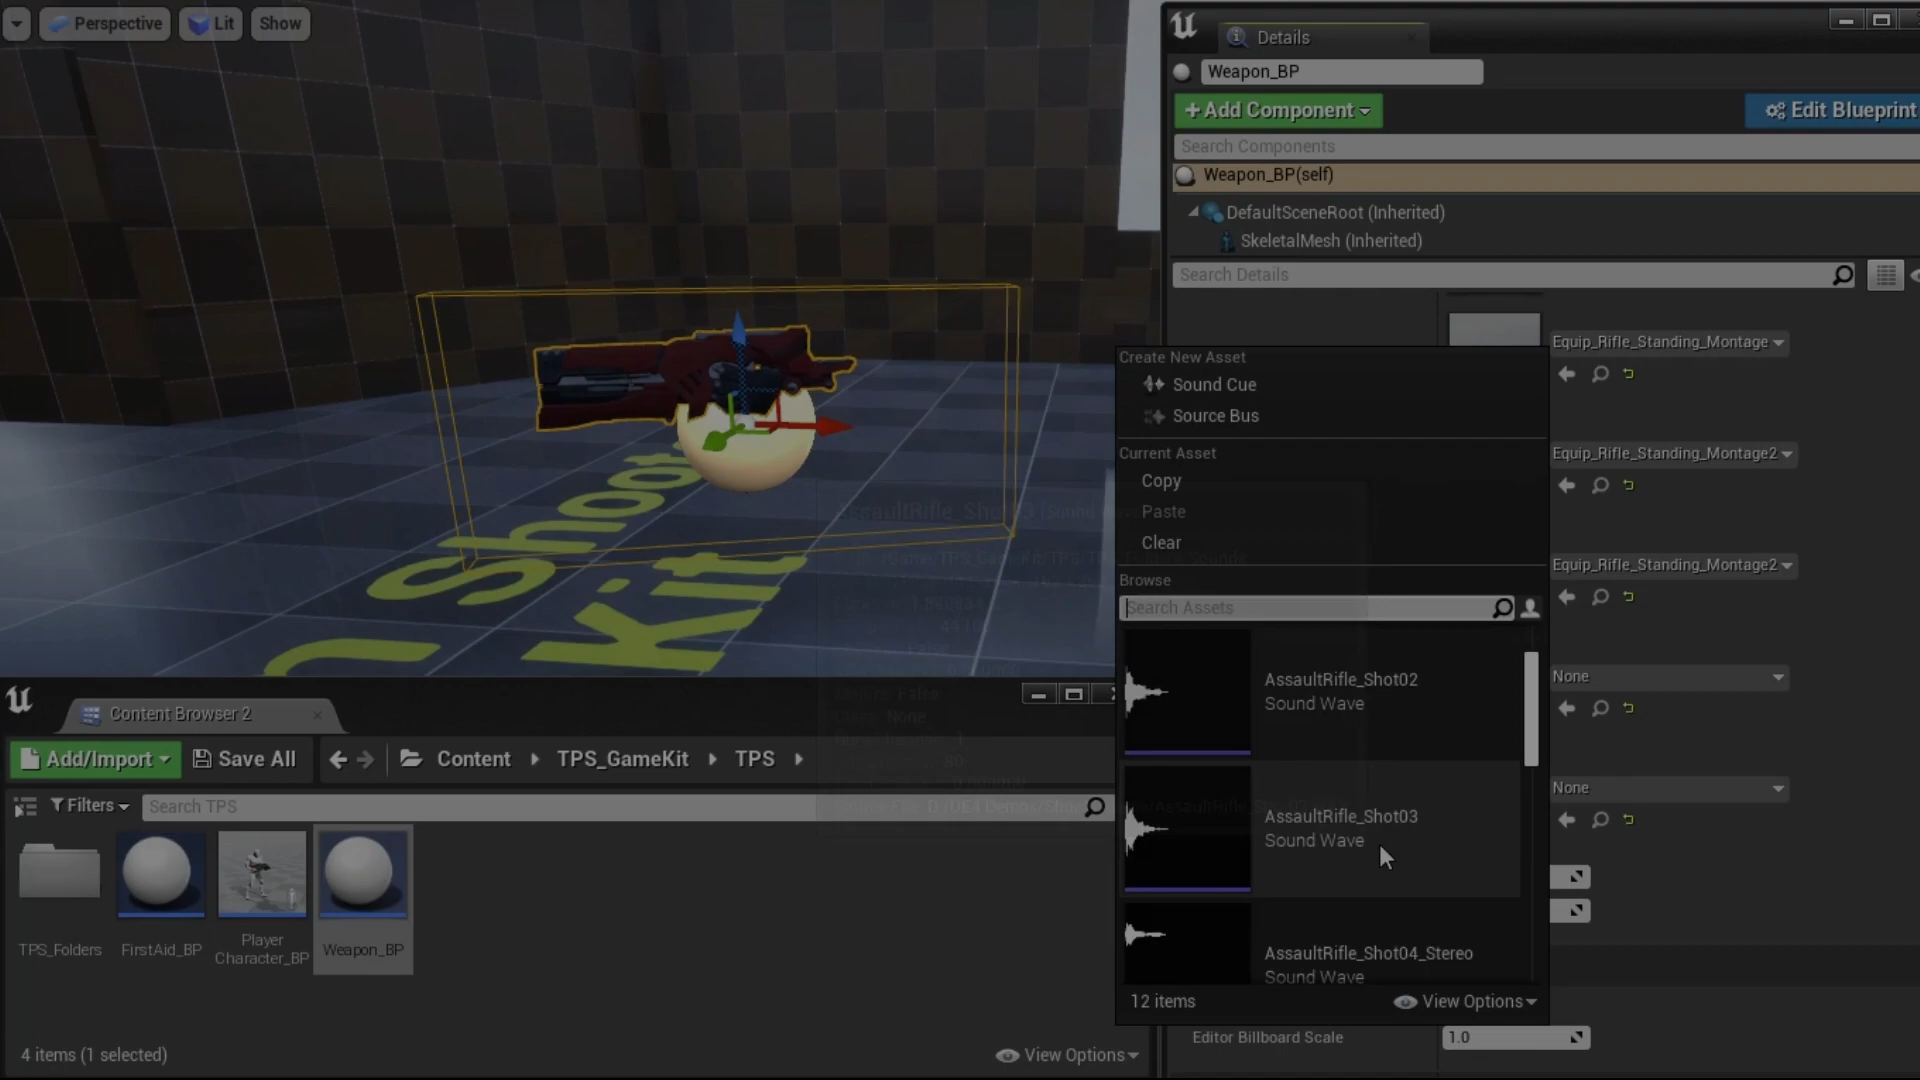 Perspective
Lit
Show
Details
Weapon_BP
+Add Component
Edit Blueprint
Search Components
Weapon_BP(self)
DefaultSceneRoot (Inherited)
SkeletalMesh (Inherited)
Search Details
Equip_Rifle_Standing_Montage
Equip_Rifle_Standing_Montage2
Equip_Rifle_Standing_Montage2
None
None
Editor Billboard Scale
1.0
Create New Asset
Sound Cue
Source Bus
Current Asset
Copy
Paste
Clear
Browse
Search Assets
AssaultRifle_Shot02
Sound Wave
AssaultRifle_Shot03
Sound Wave
AssaultRifle_Shot04_Stereo
Sound Wave
12 items
View Options
Shoot
Kit
Content Browser 2
Add/Import
Save All
Content
TPS_GameKit
TPS
Filters
Search TPS
TPS_Folders
FirstAid_BP
Player
Character_BP
Weapon_BP
4 items (1 selected)
View Options